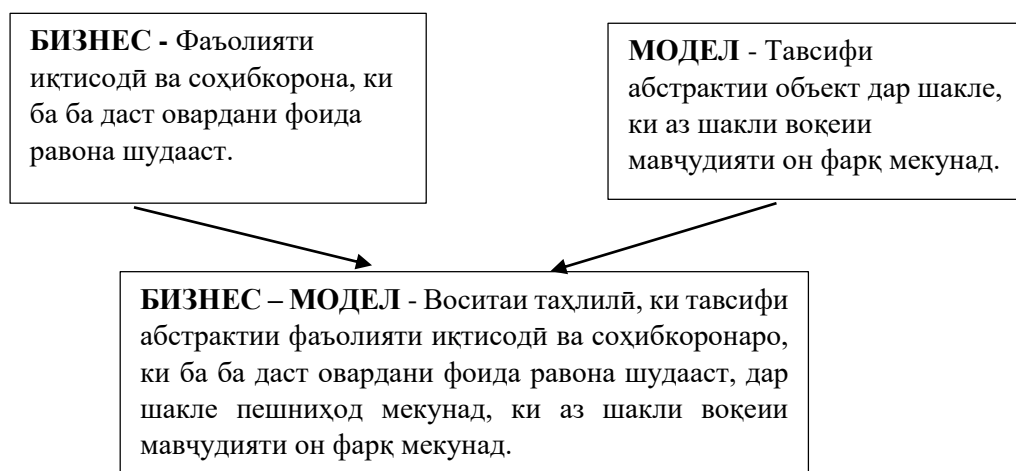 БИЗНЕС - Фаъолияти
иқтисодӣ ва соҳибкорона, ки
ба ба даст овардани фоида
равона шудааст.
МОДЕЛ - Тавсифи
абстрактии объект дар шакле,
ки аз шакли воқеии
мавҷудияти он фарқ мекунад.
БИЗНЕС – МОДЕЛ - Воситаи таҳлилӣ, ки тавсифи
абстрактии фаъолияти иқтисодӣ ва соҳибкоронаро,
ки ба ба даст овардани фоида равона шудааст, дар
шакле пешниҳод мекунад, ки аз шакли воқеии
мавҷудияти он фарқ мекунад.